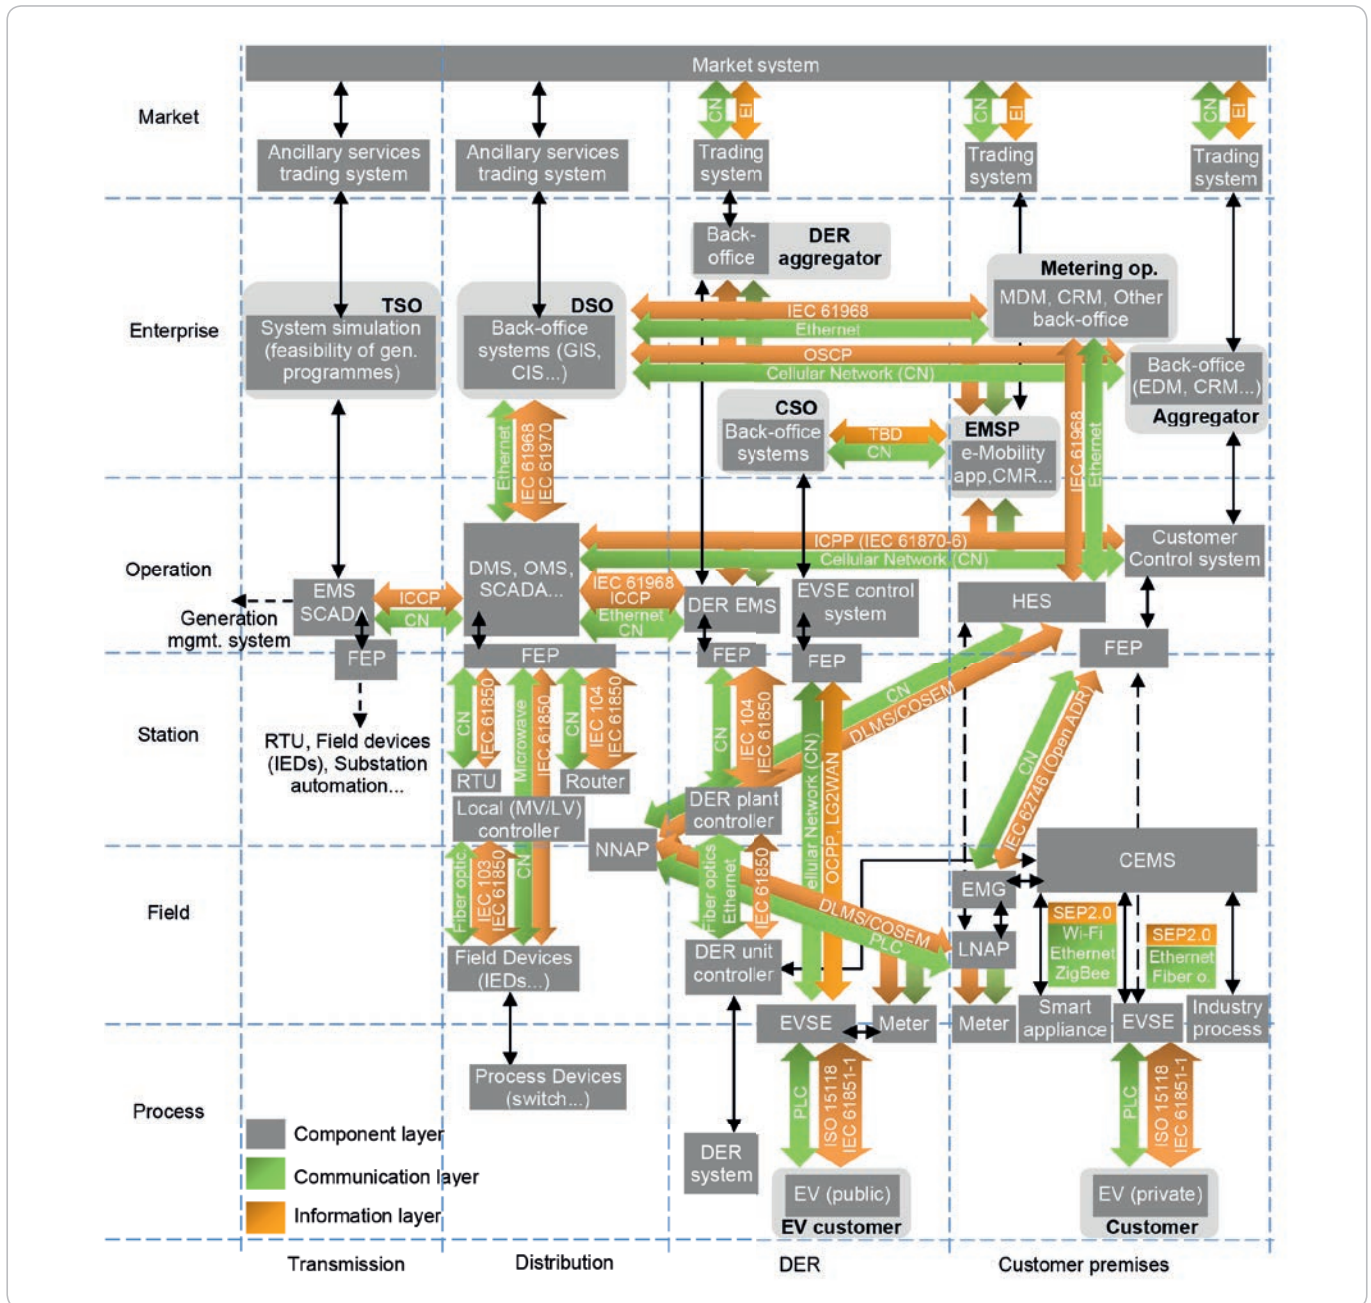 Market system
Market
CN
EI
CN
EI
CN
EI
Ancillary services
trading system
Ancillary services
trading system
Trading
system
Trading
system
Trading
system
Enterprise
TSO
System simulation
(feasibility of gen.
programmes)
DSO
Back-office
systems (GIS,
CIS...)
Back-
office
DER
aggregator
Metering op.
MDM, CRM, Other
back-office
IEC 61968
Ethernet
OSCP
Cellular Network (CN)
Back-office
(EDM, CRM...)
Aggregator
CSO
Back-office
systems
TBD
CN
EMSP
e-Mobility
app,CMR...
IEC 61968
Ethernet
Ethernet
IEC 61968
IEC 61970
Operation
ICPP (IEC 61870-6)
Cellular Network (CN)
Customer
Control system
EMS
SCADA
ICCP
CN
DMS, OMS,
SCADA...
IEC 61968
ICCP
Ethernet
CN
DER EMS
EVSE control
system
HES
Generation
mgmt. system
FEP
FEP
FEP
FEP
FEP
Station
RTU, Field devices
(IEDs), Substation
automation...
CN
IEC 61850
Microwave
IEC 61850
CN
IEC 104
IEC 61850
CN
IEC 104
IEC 61850
CN
DLMS/COSEM
CN
IEC 62746 (Open ADR)
RTU
Router
Local (MV/LV)
controller
CN
NNAP
DER plant
controller
ellular Network (CN)
OCPP, LG2WAN
Field
Fiber optic.
IEC 103
IEC 61850
Fiber optics
Ethernet
IEC 61850
DLMS/COSEM
PLC
CEMS
EMG
LNAP
SEP2.0
Wi-Fi
Ethernet
ZigBee
SEP2.0
Ethernet
Fiber o.
Field Devices
(IEDs...)
DER unit
controller
EVSE
Meter
Meter
Smart
appliance
EVSE
Industry
process
Process
Process Devices
(switch...)
PLC
ISO 15118
IEC 61851-1
PLC
ISO 15118
IEC 61851-1
DER
system
EV (public)
EV customer
EV (private)
Customer
Component layer
Communication layer
Information layer
Transmission
Distribution
DER
Customer premises